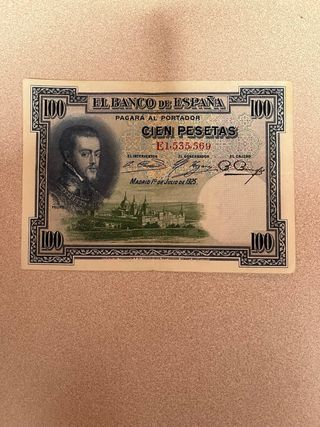 100
100
EL BANCO DE ESPAÑA
PAGARÁ AL PORTADOR
CIEN PESETAS
E1,535,569
EL INTERVENTOR
EL GOBERNADOR
EL CAJERO
MADRID 1º DE JULIO DE 1925.
100
100